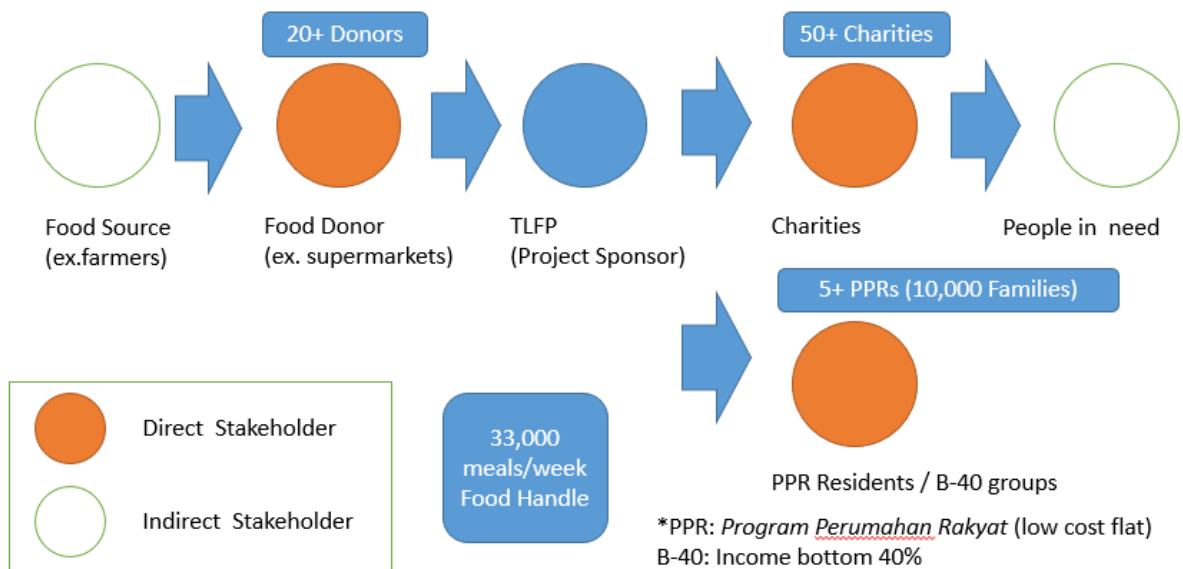 20+ Donors
50+ Charities
Food Source
(ex.farmers)
Food Donor
(ex. supermarkets)
TLFP
(Project Sponsor)
Charities
People in need
5+ PPRs (10,000 Families)
Direct Stakeholder
Indirect Stakeholder
33,000
meals/week
Food Handle
PPR Residents / B-40 groups
*PPR: Program Perumahan Rakyat (low cost flat)
B-40: Income bottom 40%